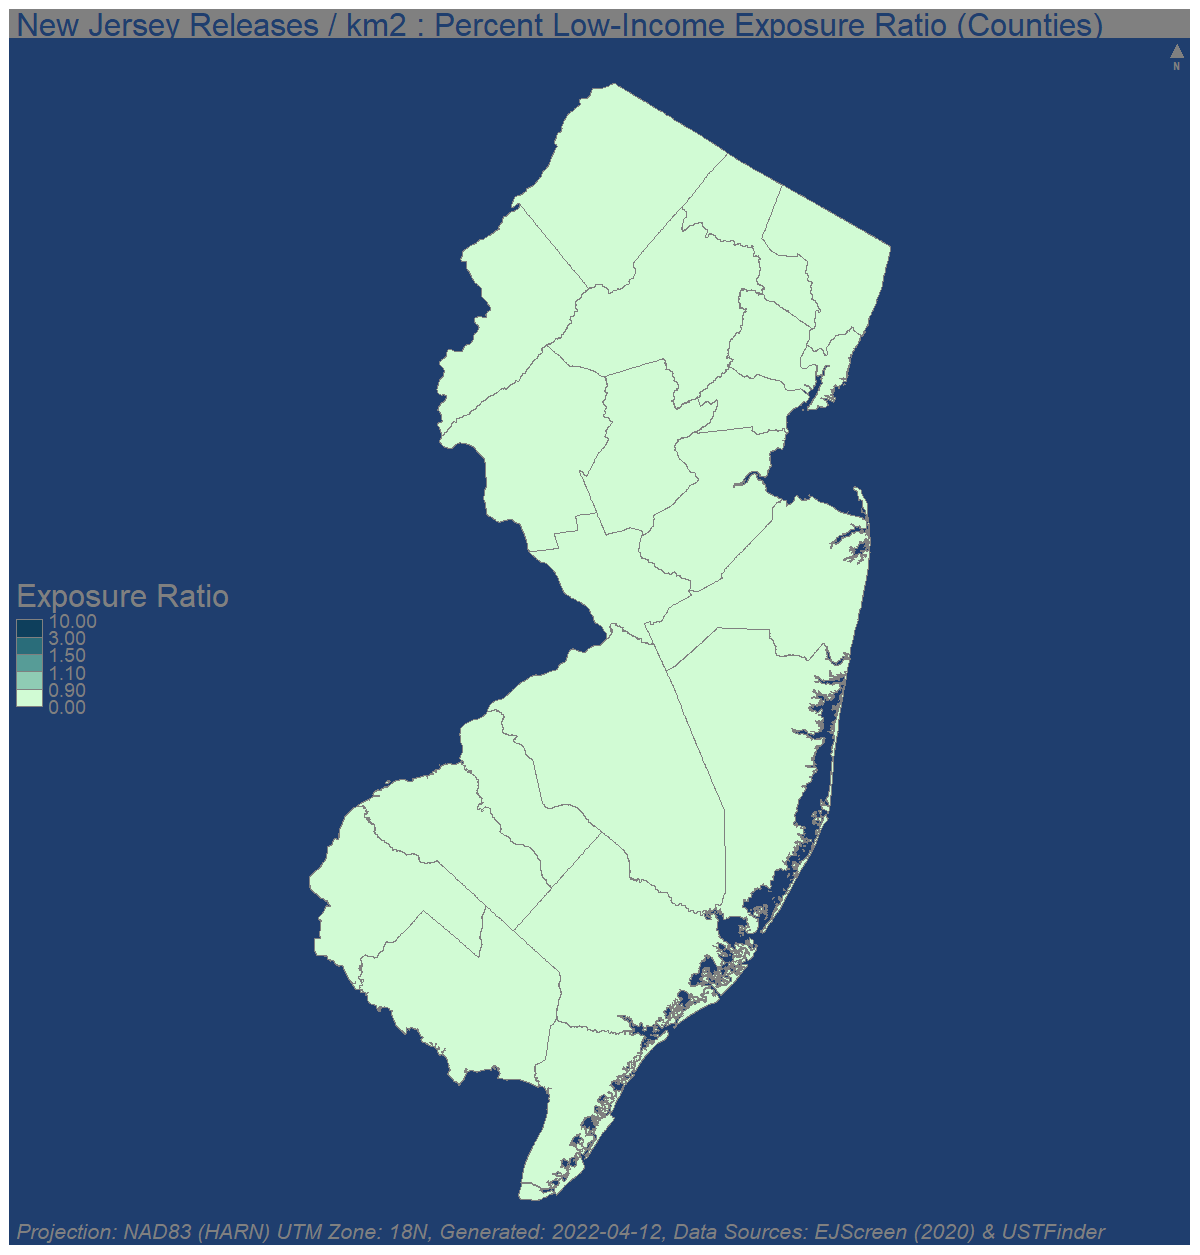 New Jersey Releases / km2 : Percent Low-Income Exposure Ratio (Counties)
N
Exposure Ratio
10.00
3.00
1.50
1.10
0.90
0.00
Projection: NAD83 (HARN) UTM Zone: 18N, Generated: 2022-04-12, Data Sources: EJScreen (2020) & USTFinder